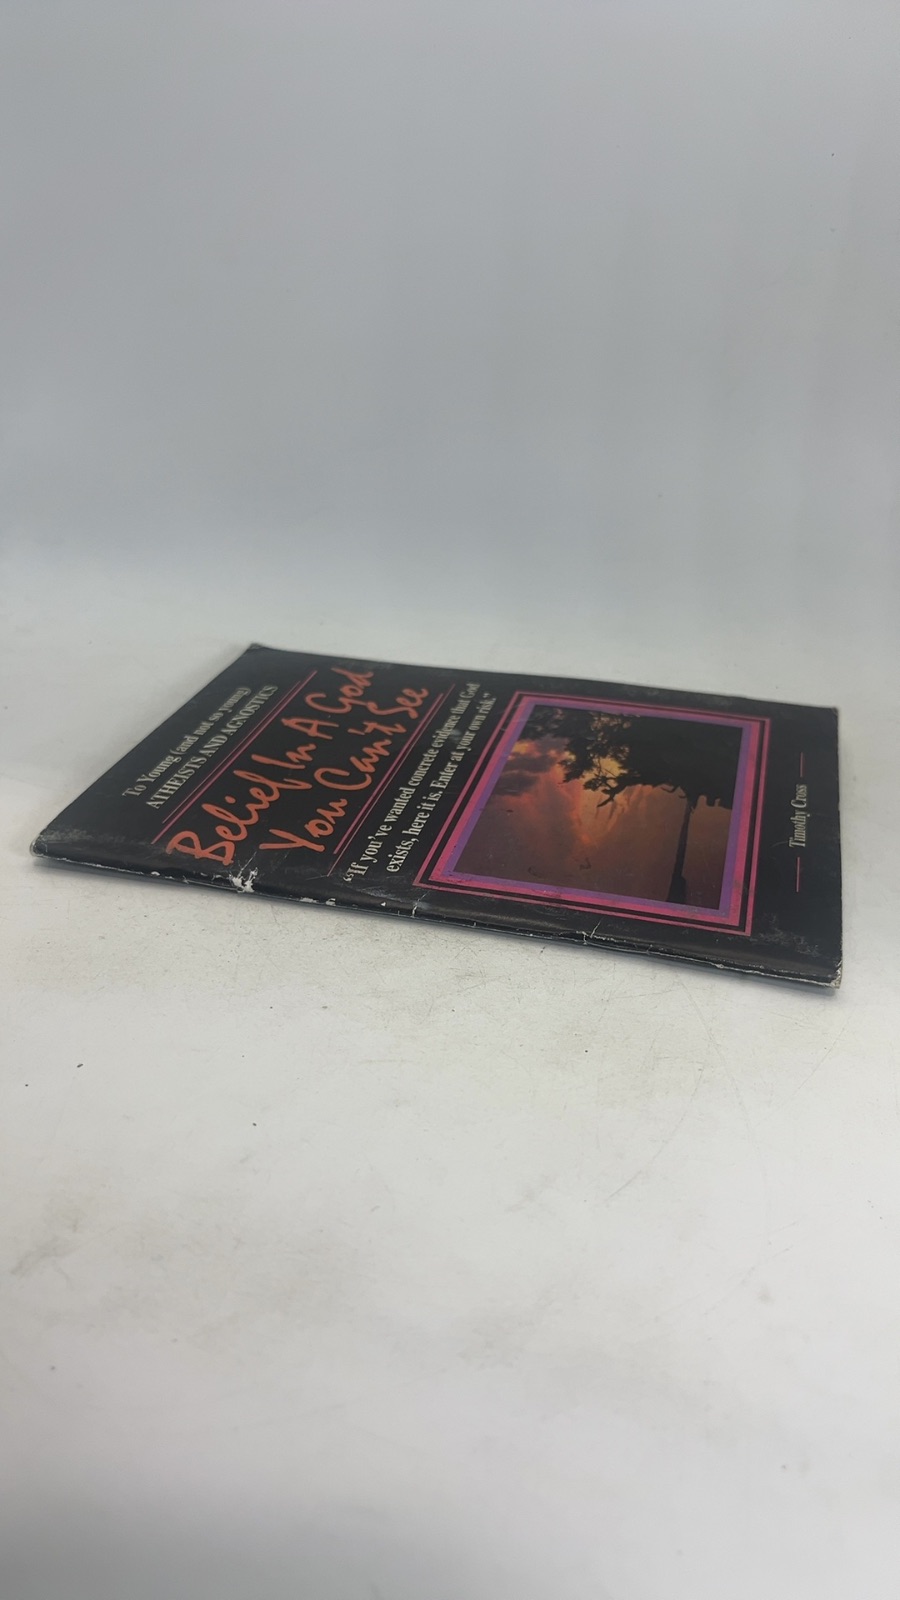 To Young (and not so young)
ATHEISTS AND AGNOSTICS
Belief In A God
You Can't See
"If you've wanted concrete evidence that God
exists, here it is. Enter at your own risk."
Timothy Cross